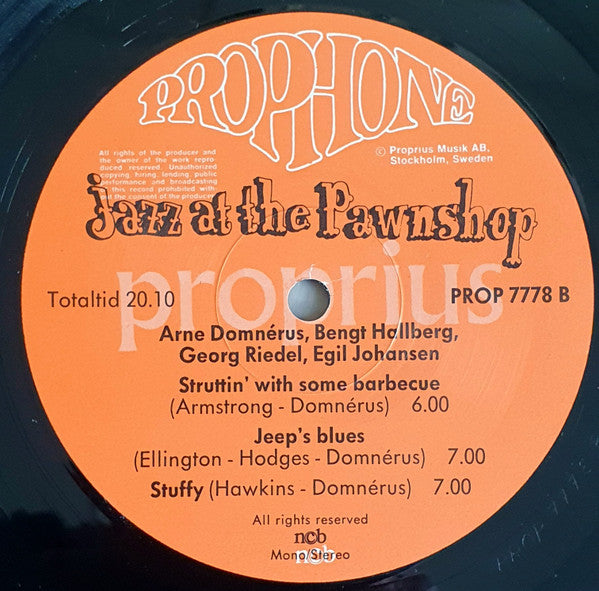 PROPHONE
All rights of the producer and
the owner of the work repro-
duced reserved. Unauthorized
copying, hiring, lending, public
performance and broadcasting
of this record prohibited with-
out the consent of the producer.
© Proprius Musik AB,
Stockholm, Sweden
jazz at the Pawnshop
proprius
Totaltid 20.10
PROP 7778 B
Arne Domnérus, Bengt Hallberg,
Georg Riedel, Egil Johansen
Struttin' with some barbecue
(Armstrong - Domnérus) 6.00
Jeep's blues
(Ellington - Hodges - Domnérus) 7.00
Stuffy (Hawkins - Domnérus) 7.00
All rights reserved
ncb
Mono/Stereo
ncb